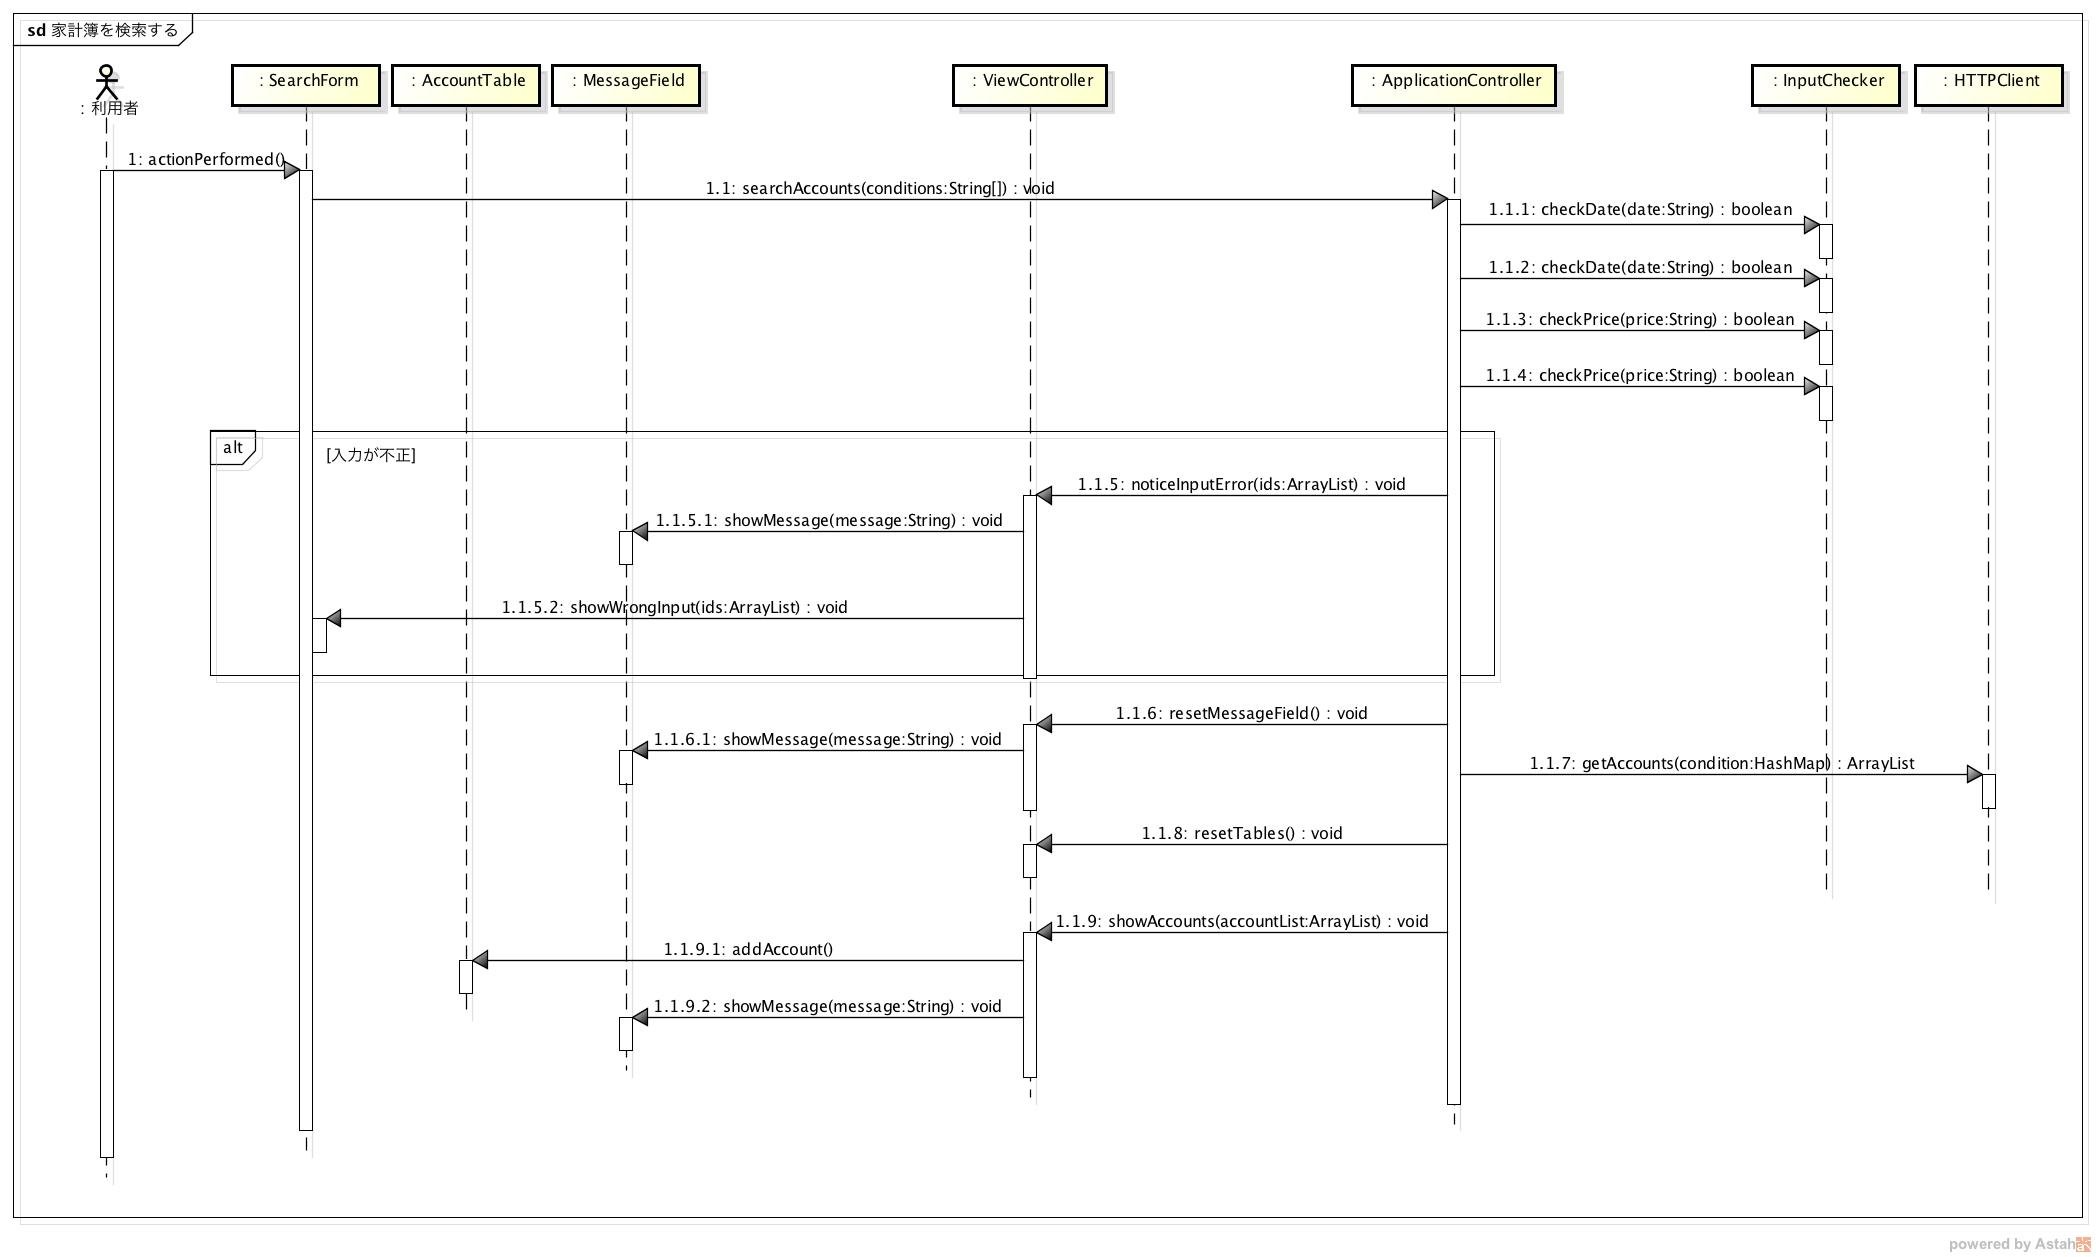 sd 家計簿を検索する
: 利用者
: SearchForm
: AccountTable
: MessageField
: ViewController
: ApplicationController
: InputChecker
: HTTPClient
1: actionPerformed()
1.1: searchAccounts(conditions:String[]) : void
1.1.1: checkDate(date:String) : boolean
1.1.2: checkDate(date:String) : boolean
1.1.3: checkPrice(price:String) : boolean
1.1.4: checkPrice(price:String) : boolean
alt
[入力が不正]
1.1.5: noticeInputError(ids:ArrayList) : void
1.1.5.1: showMessage(message:String) : void
1.1.5.2: showWrongInput(ids:ArrayList) : void
1.1.6: resetMessageField() : void
1.1.6.1: showMessage(message:String) : void
1.1.7: getAccounts(condition:HashMap) : ArrayList
1.1.8: resetTables() : void
1.1.9: showAccounts(accountList:ArrayList) : void
1.1.9.1: addAccount()
1.1.9.2: showMessage(message:String) : void
powered by Astah